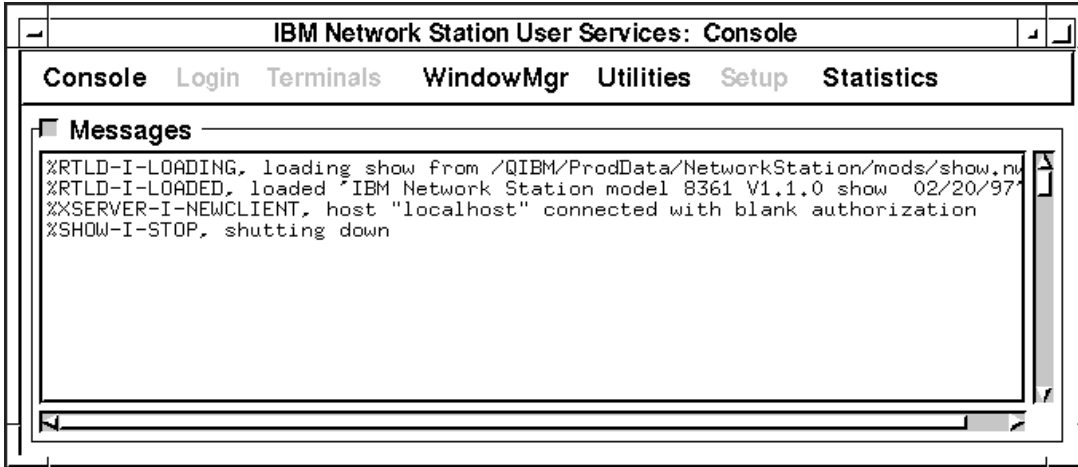 IBM Network Station User Services: Console
Console Login Terminals WindowMgr Utilities Setup Statistics
Messages
%RTLD-I-LOADING, loading show from /QIBM/ProdData/NetworkStation/mods/show.nw
%RTLD-I-LOADED, loaded 'IBM Network Station model 8361 V1.1.0 show 02/20/97'
%XSERVER-I-NEWCLIENT, host "localhost" connected with blank authorization
%SHOW-I-STOP, shutting down